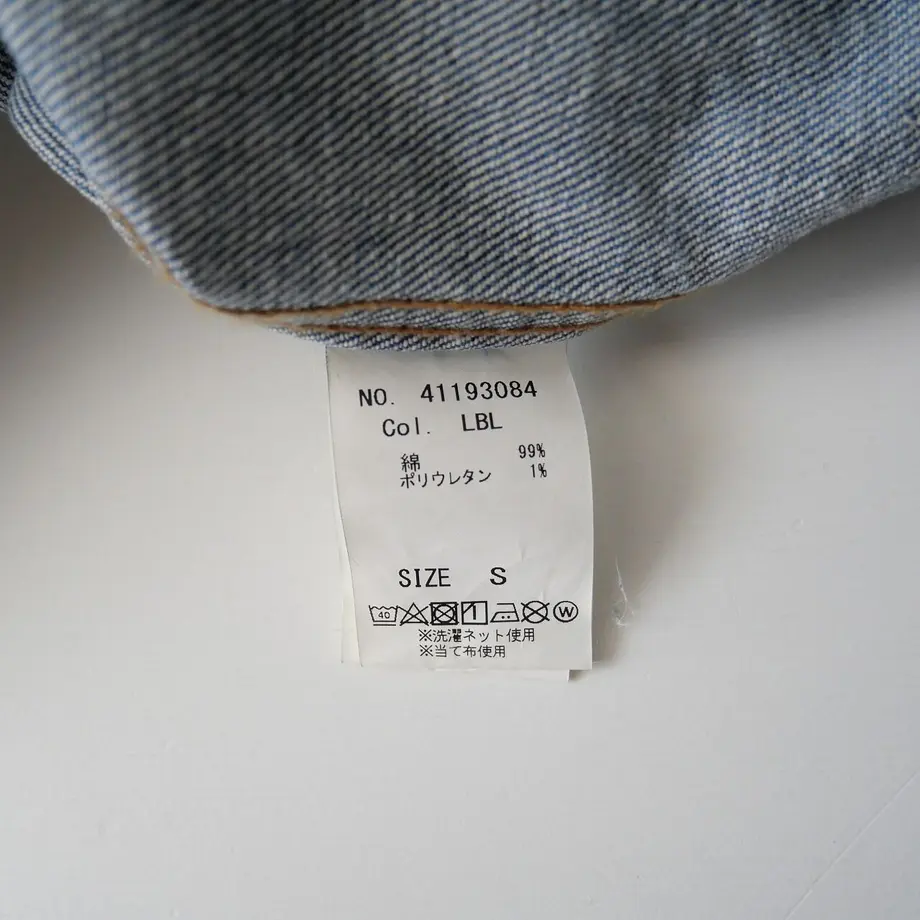 NO. 41193084
Col. LBL
綿 99%
ポリウレタン 1%
SIZE S
40 W
※洗濯ネット使用
※当て布使用